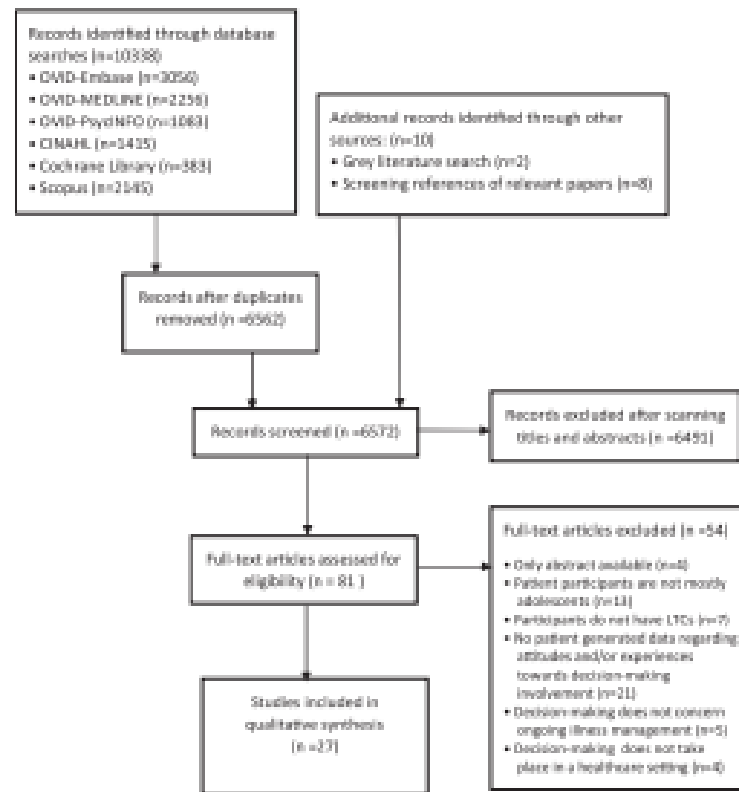 Records identified through database
searches (n=10338)
• OVID-Embase (n=3056)
• OVID-MEDLINE (n=2256)
• OVID-PsycINFO (n=1083)
• CINAHL (n=1415)
• Cochrane Library (n=383)
• Scopus (n=2145)
Additional records identified through other
sources: (n=10)
• Grey literature search (n=2)
• Screening references of relevant papers (n=8)
Records after duplicates
removed (n =6562)
Records screened (n =6572)
Records excluded after scanning
titles and abstracts (n =6491)
Full-text articles assessed for
eligibility (n = 81 )
Full-text articles excluded (n =54)
• Only abstract available (n=4)
• Patient participants are not mostly
adolescents (n=13)
• Participants do not have LTCs (n=7)
• No patient generated data regarding
attitudes and/or experiences
towards decision-making
involvement (n=21)
• Decision-making does not concern
ongoing illness management (n=5)
• Decision-making does not take
place in a healthcare setting (n=4)
Studies included in
qualitative synthesis
(n =27)